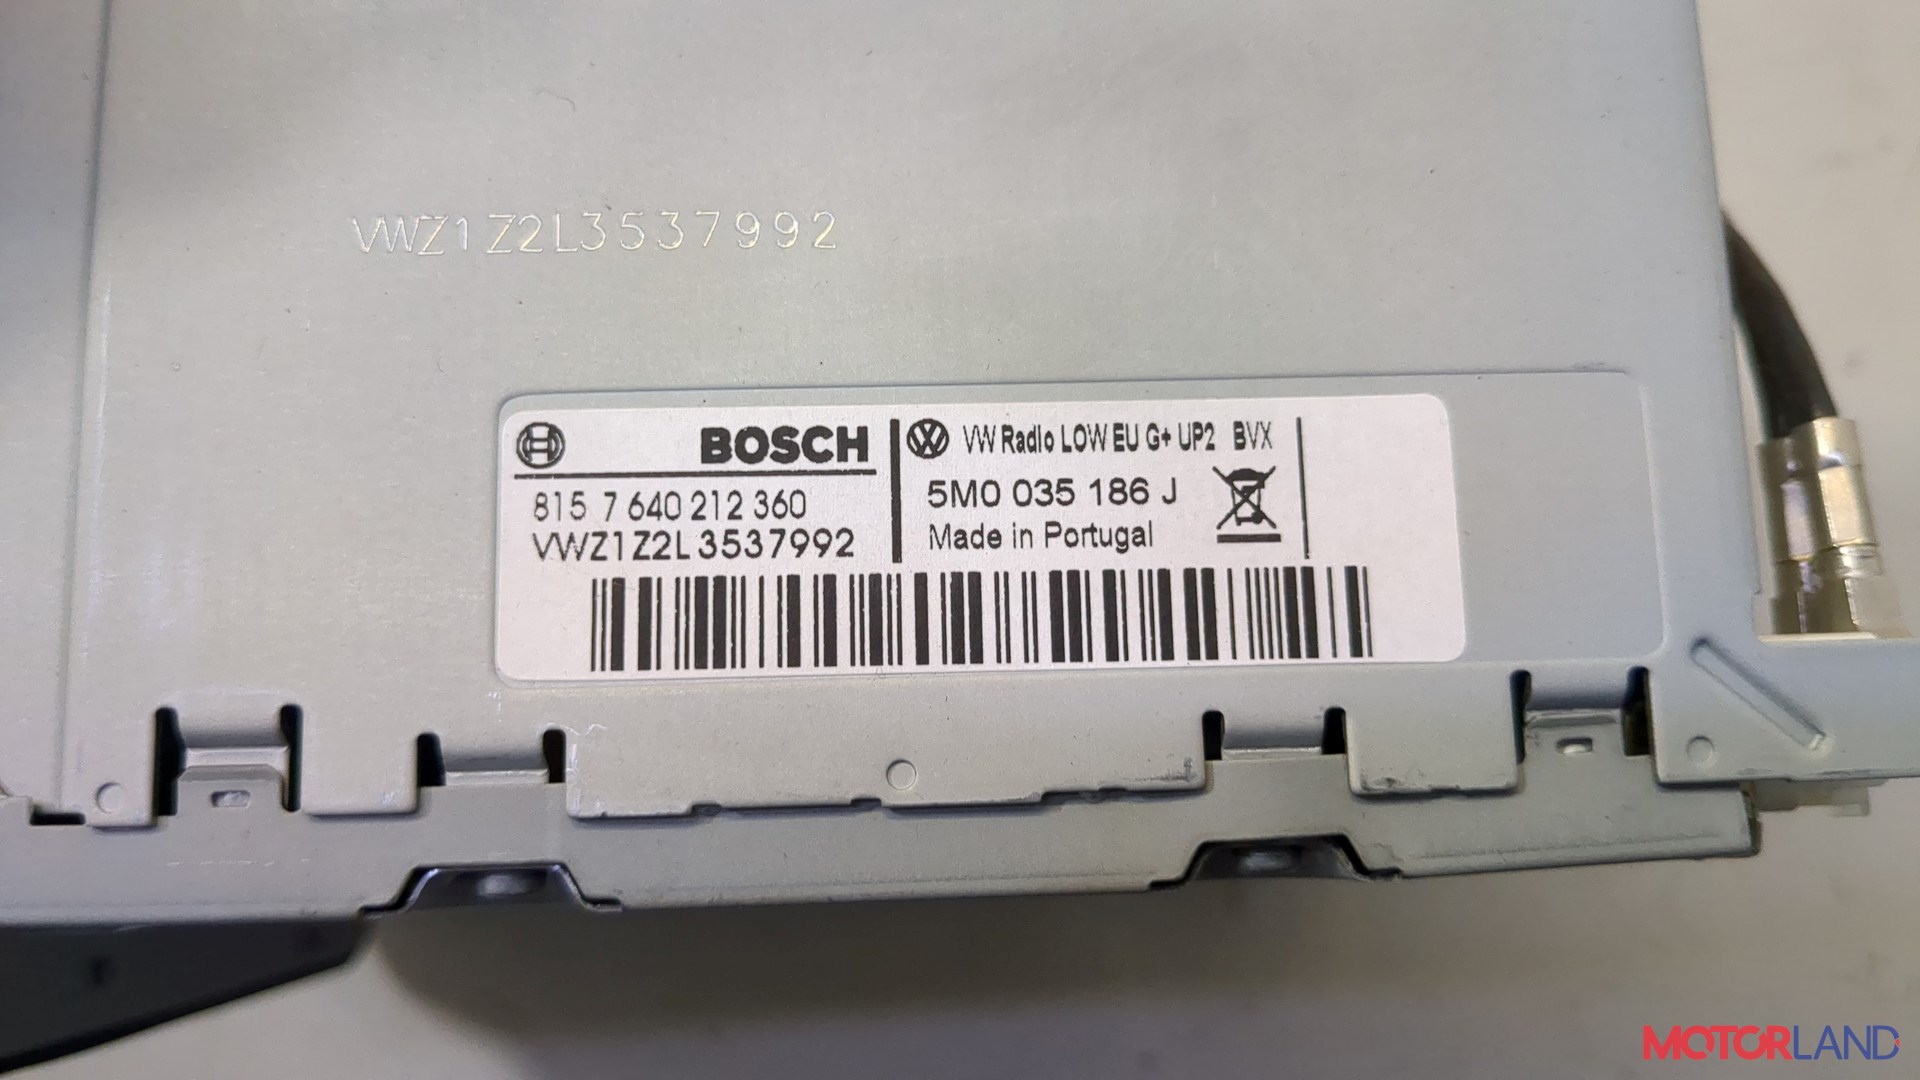 VWZ1Z2L3537992
BOSCH
815 7 640 212 360
VWZ1Z2L3537992
VW Radio LOW EU G+ UP2 BVX
5M0 035 186 J
Made in Portugal
MOTORLAND